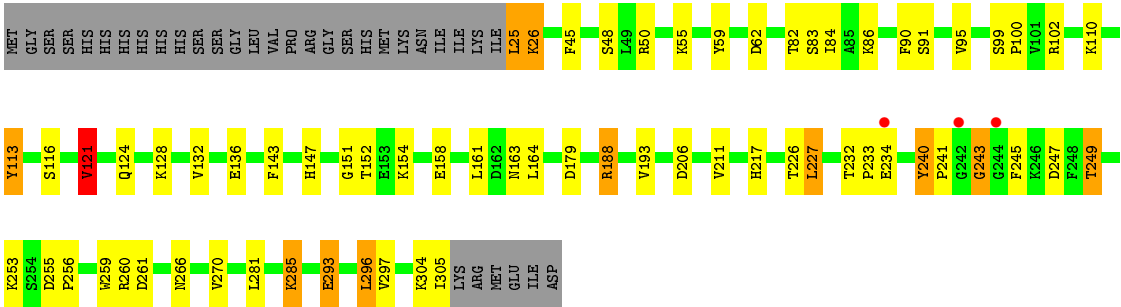 MET GLY SER SER HIS HIS HIS HIS HIS HIS SER SER GLY LEU VAL PRO ARG GLY SER HIS MET LYS ASN ILE ILE LYS ILE L25 K26 F45 S48 L49 R50 K55 Y59 D62 T82 S83 I84 A85 K86 F90 S91 V95 S99 P100 V101 R102 K110
Y113 S116 V121 Q124 K128 V132 E136 F143 H147 G151 T152 E153 K154 E158 L161 D162 N163 L164 D179 R188 V193 D206 V211 H217 T226 L227 T232 P233 E234 Y240 P241 G242 G243 G244 F245 K246 D247 F248 T249
K253 S254 D255 P256 W259 R260 D261 N266 V270 L281 K285 E293 L296 V297 K304 I305 LYS ARG MET GLU ILE ASP